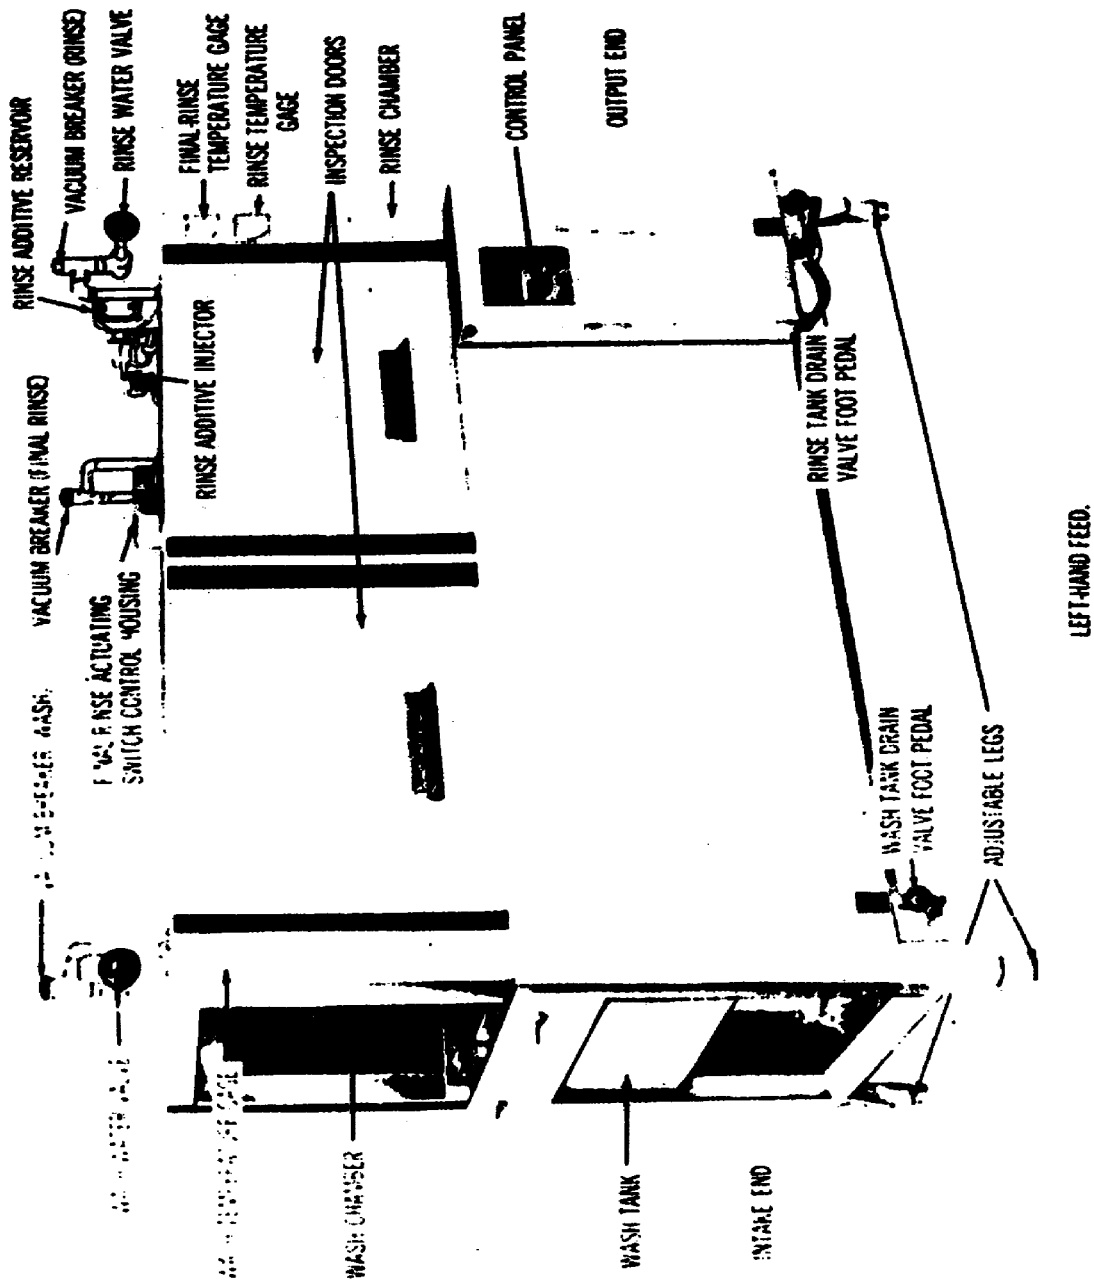 VACUUM BREAKER (FINAL RINSE)
RINSE ADDITIVE RESERVOIR
VACUUM BREAKER (RINSE)
RINSE WATER VALVE
SWITCH CONTROL HOUSING
RINSE ADDITIVE INJECTOR
FINAL-RINSE
TEMPERATURE GAGE
RINSE TEMPERATURE
GAGE
INSPECTION DOORS
RINSE CHAMBER
CONTROL PANEL
OUTPUT END
WASH CHAMBER
WASH TANK
INTAKE END
RINSE TANK DRAIN
VALVE FOOT PEDAL
WASH TANK DRAIN
VALVE FOOT PEDAL
ADJUSTABLE LEGS
LEFT-HAND FEED.